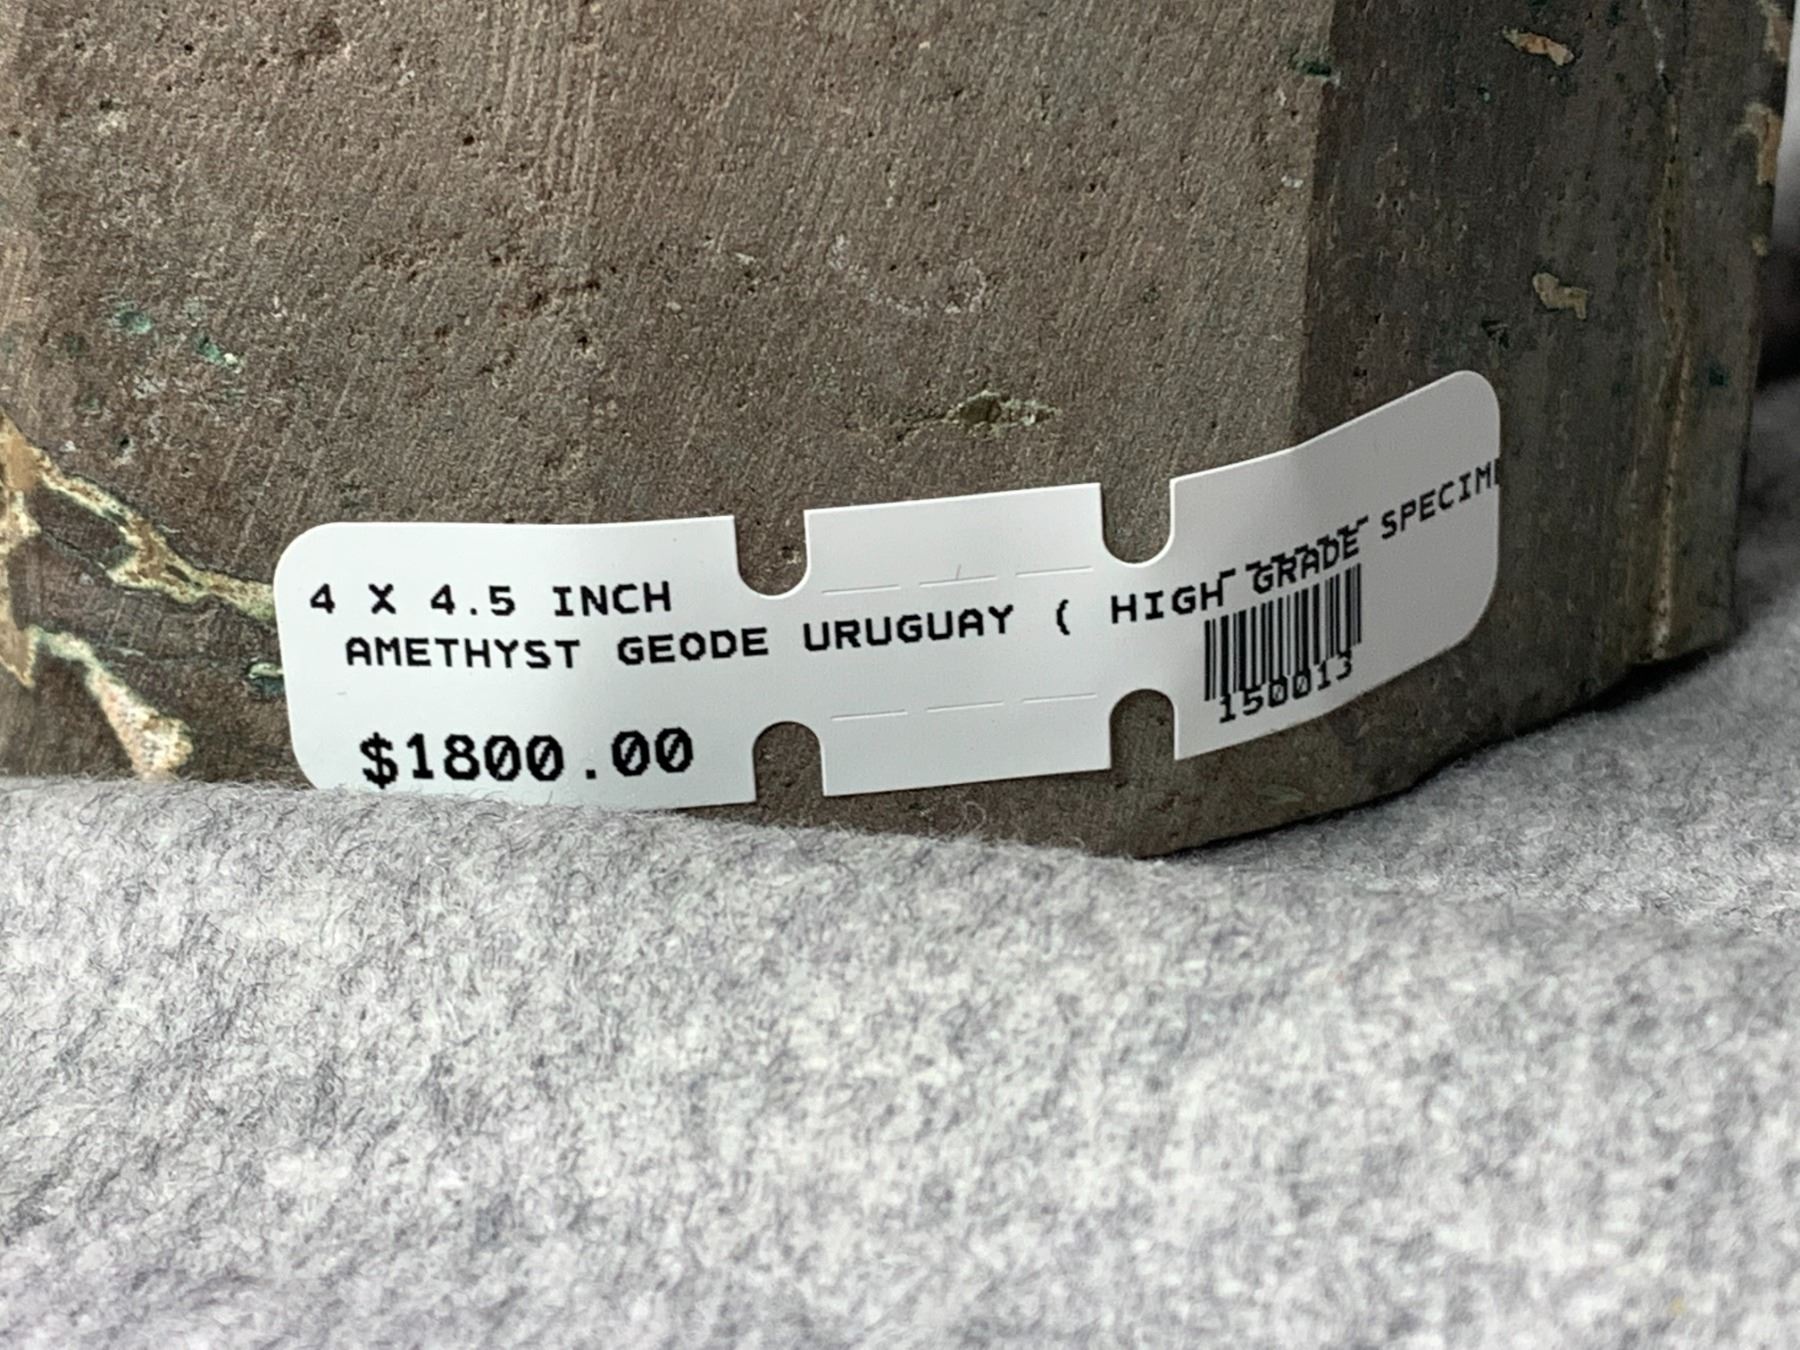 4 X 4.5 INCH
AMETHYST GEODE URUGUAY ( HIGH GRADE SPECIM
$1800.00
150013